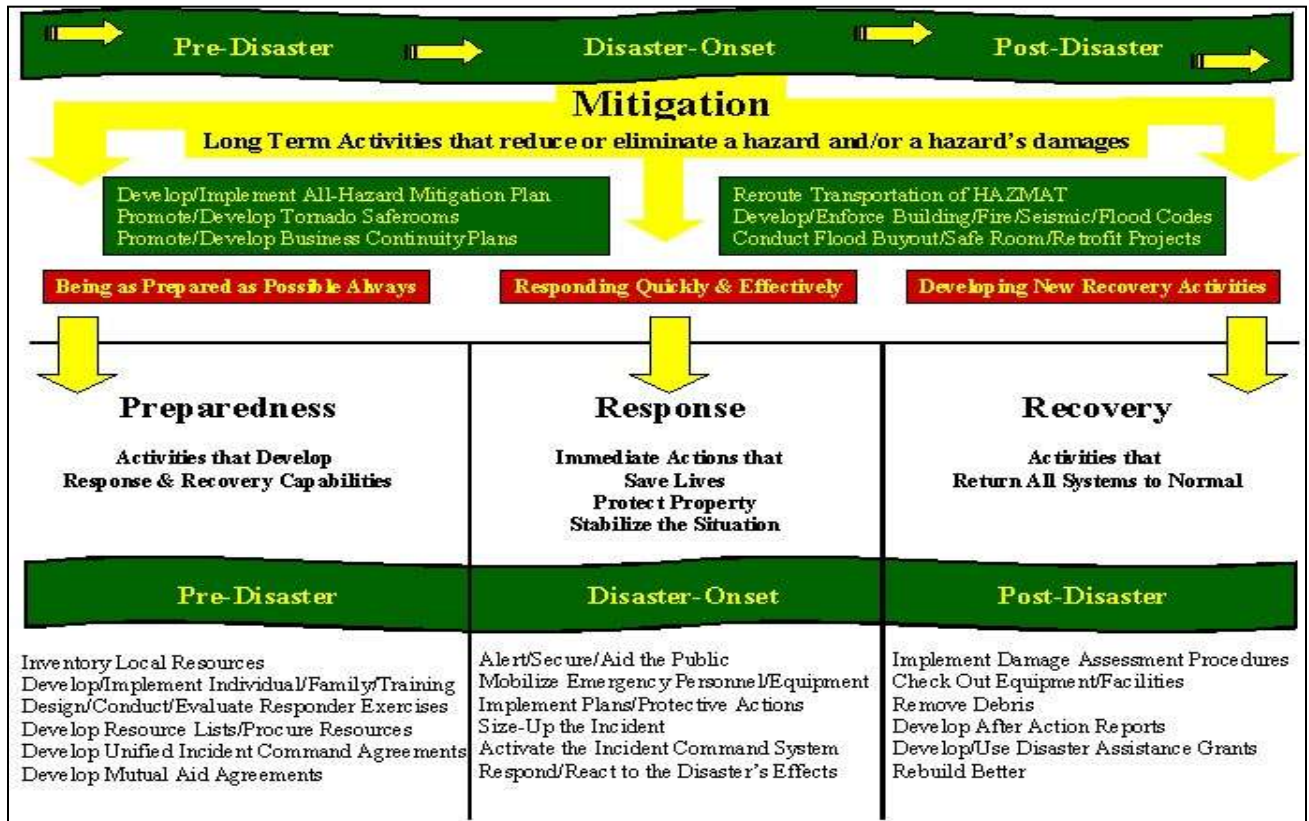 Pre-Disaster
Disaster-Onset
Post-Disaster
Mitigation
Long Term Activities that reduce or eliminate a hazard and/or a hazard's damages
Develop/Implement All-Hazard Mitigation Plan
Promote/Develop Tornado Saferooms
Promote/Develop Business Continuity Plans
Reroute Transportation of HAZMAT
Develop/Enforce Building/Fire/Seismic/Flood Codes
Conduct Flood Buyout/Safe Room/Retrofit Projects
Being as Prepared as Possible Always
Responding Quickly & Effectively
Developing New Recovery Activities
Preparedness
Activities that Develop
Response & Recovery Capabilities
Response
Immediate Actions that
Save Lives
Protect Property
Stabilize the Situation
Recovery
Activities that
Return All Systems to Normal
Pre-Disaster
Disaster-Onset
Post-Disaster
Inventory Local Resources
Develop/Implement Individual/Family/Training
Design/Conduct/Evaluate Responder Exercises
Develop Resource Lists/Procure Resources
Develop Unified Incident Command Agreements
Develop Mutual Aid Agreements
Alert/Secure/Aid the Public
Mobilize Emergency Personnel/Equipment
Implement Plans/Protective Actions
Size-Up the Incident
Activate the Incident Command System
Respond/React to the Disaster's Effects
Implement Damage Assessment Procedures
Check Out Equipment/Facilities
Remove Debris
Develop After Action Reports
Develop/Use Disaster Assistance Grants
Rebuild Better